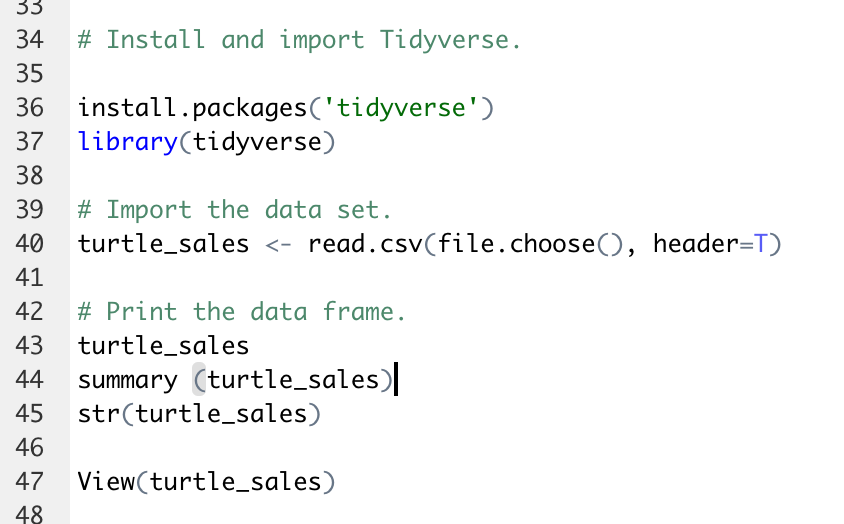 33
34 # Install and import Tidyverse.
35
36 install.packages('tidyverse')
37 library(tidyverse)
38
39 # Import the data set.
40 turtle_sales <- read.csv(file.choose(), header=T)
41
42 # Print the data frame.
43 turtle_sales
44 summary (turtle_sales)
45 str(turtle_sales)
46
47 View(turtle_sales)
48